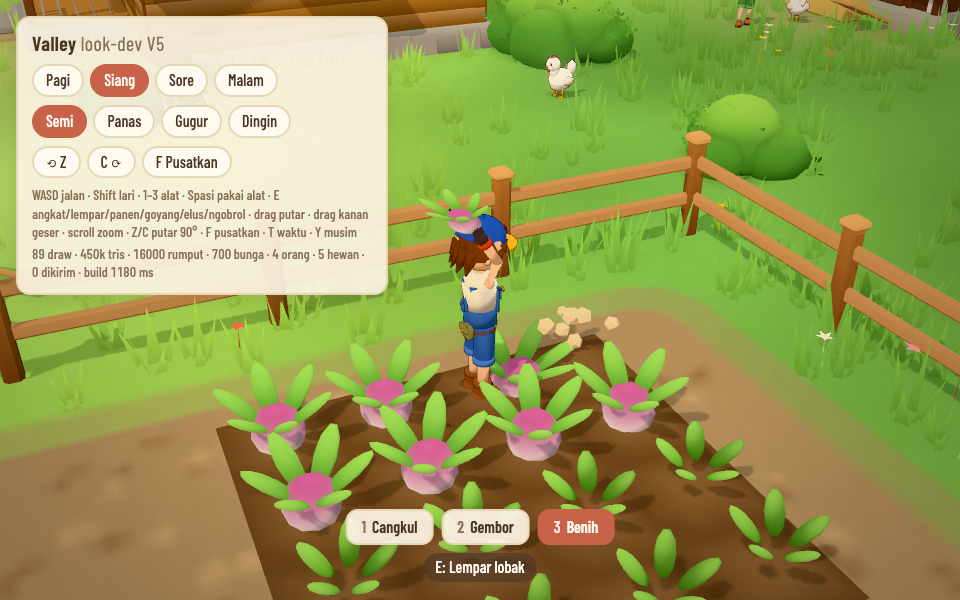 Valley look-dev V5
Pagi Siang Sore Malam
Semi Panas Gugur Dingin
⟲ Z C ⟳ F Pusatkan
WASD jalan · Shift lari · 1–3 alat · Spasi pakai alat · E
angkat/lempar/panen/goyang/elus/ngobrol · drag putar · drag kanan
geser · scroll zoom · Z/C putar 90° · F pusatkan · T waktu · Y musim
89 draw · 450k tris · 16000 rumput · 700 bunga · 4 orang · 5 hewan ·
0 dikirim · build 1180 ms
1 Cangkul 2 Gembor 3 Benih
E: Lempar lobak